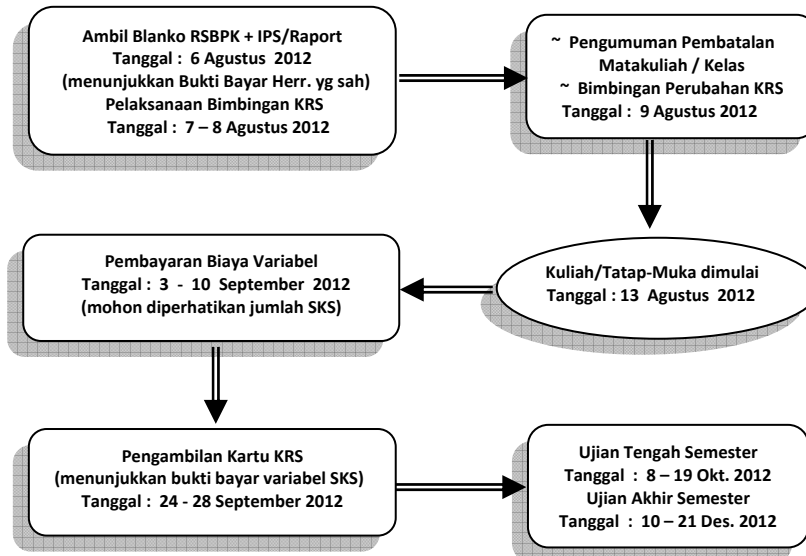 Ambil Blanko RSBPK + IPS/Raport
Tanggal : 6 Agustus 2012
(menunjukkan Bukti Bayar Herr. yg sah)
Pelaksanaan Bimbingan KRS
Tanggal : 7 – 8 Agustus 2012
~ Pengumuman Pembatalan
Matakuliah / Kelas
~ Bimbingan Perubahan KRS
Tanggal : 9 Agustus 2012
Kuliah/Tatap-Muka dimulai
Tanggal : 13 Agustus 2012
Pembayaran Biaya Variabel
Tanggal : 3 - 10 September 2012
(mohon diperhatikan jumlah SKS)
Pengambilan Kartu KRS
(menunjukkan bukti bayar variabel SKS)
Tanggal : 24 - 28 September 2012
Ujian Tengah Semester
Tanggal : 8 – 19 Okt. 2012
Ujian Akhir Semester
Tanggal : 10 – 21 Des. 2012